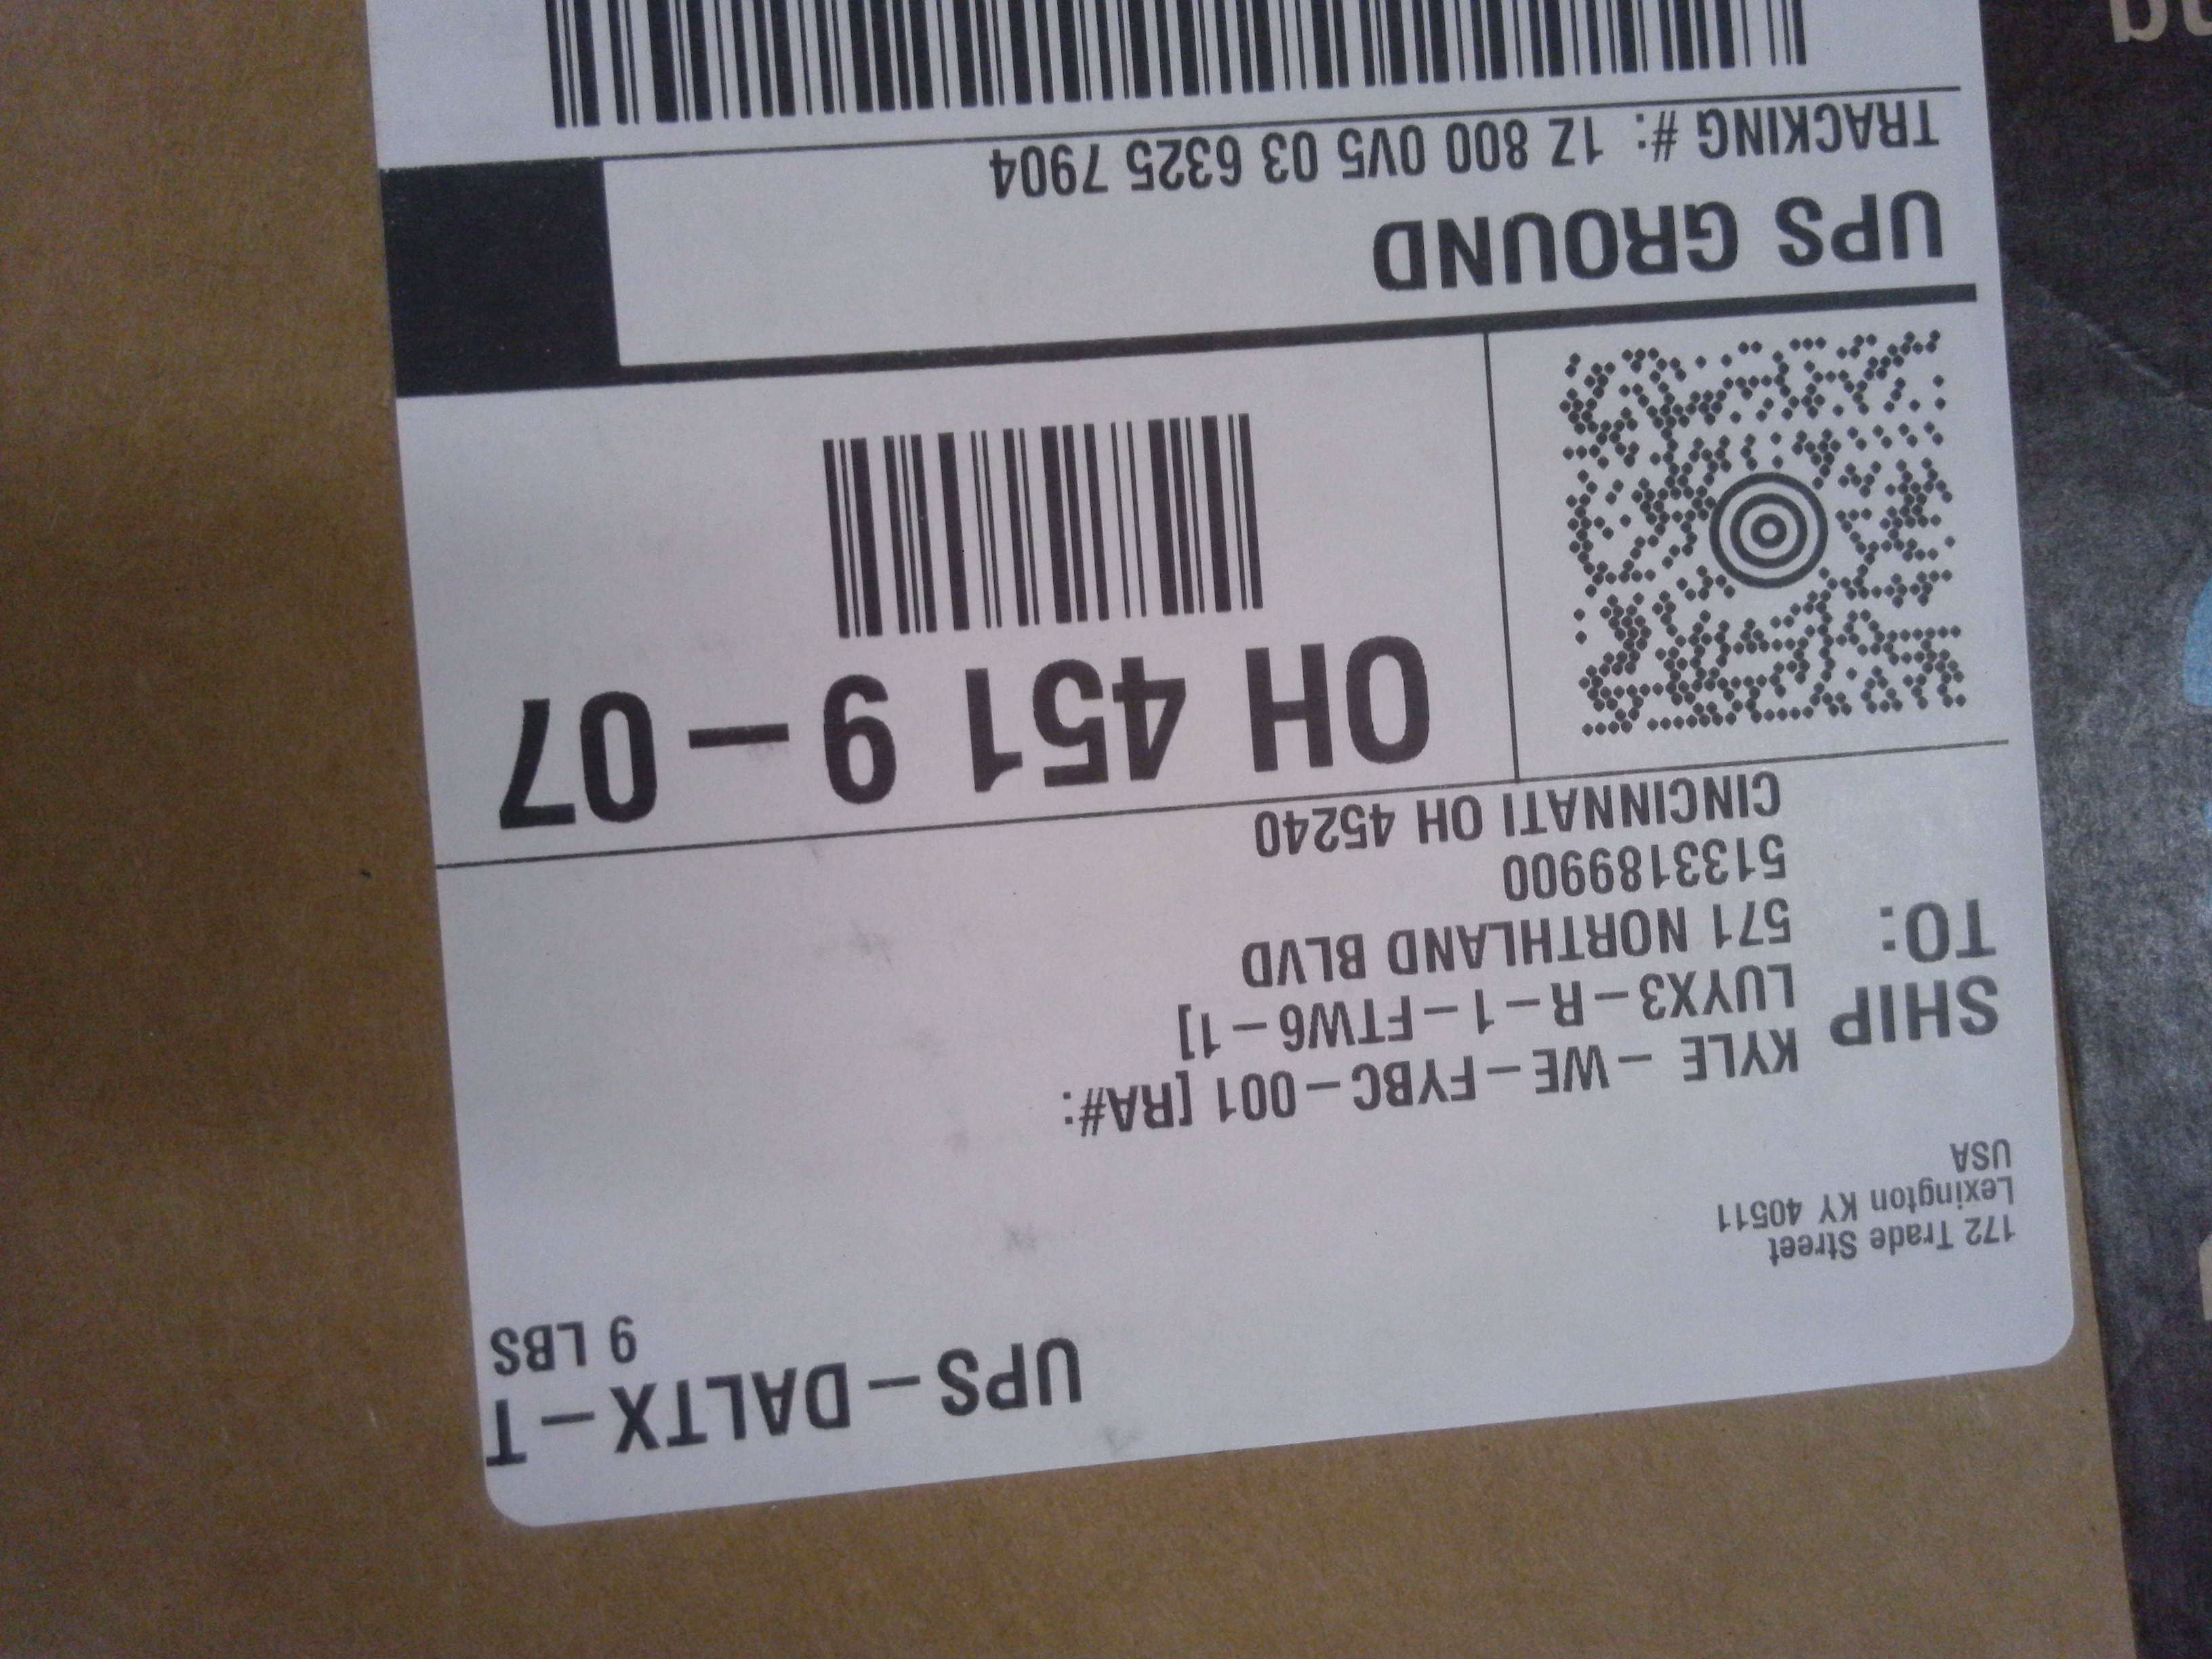 UPS-DALTX-T
9 LBS
172 Trade Street
Lexington KY 40511
USA
SHIP TO:
KYLE -WE-FYBC-001 [RA#:
LUYX3-R-1-FTW6-1]
571 NORTHLAND BLVD
5133189900
CINCINNATI OH 45240
OH 451 9-07
UPS GROUND
TRACKING #: 1Z 800 0V5 03 6325 7904